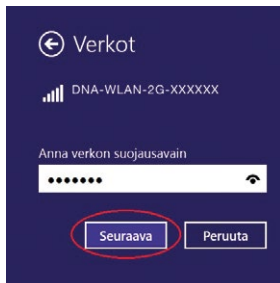 Verkot
DNA-WLAN-2G-XXXXXX
Anna verkon suojausavain
•••••••
Seuraava
Peruuta